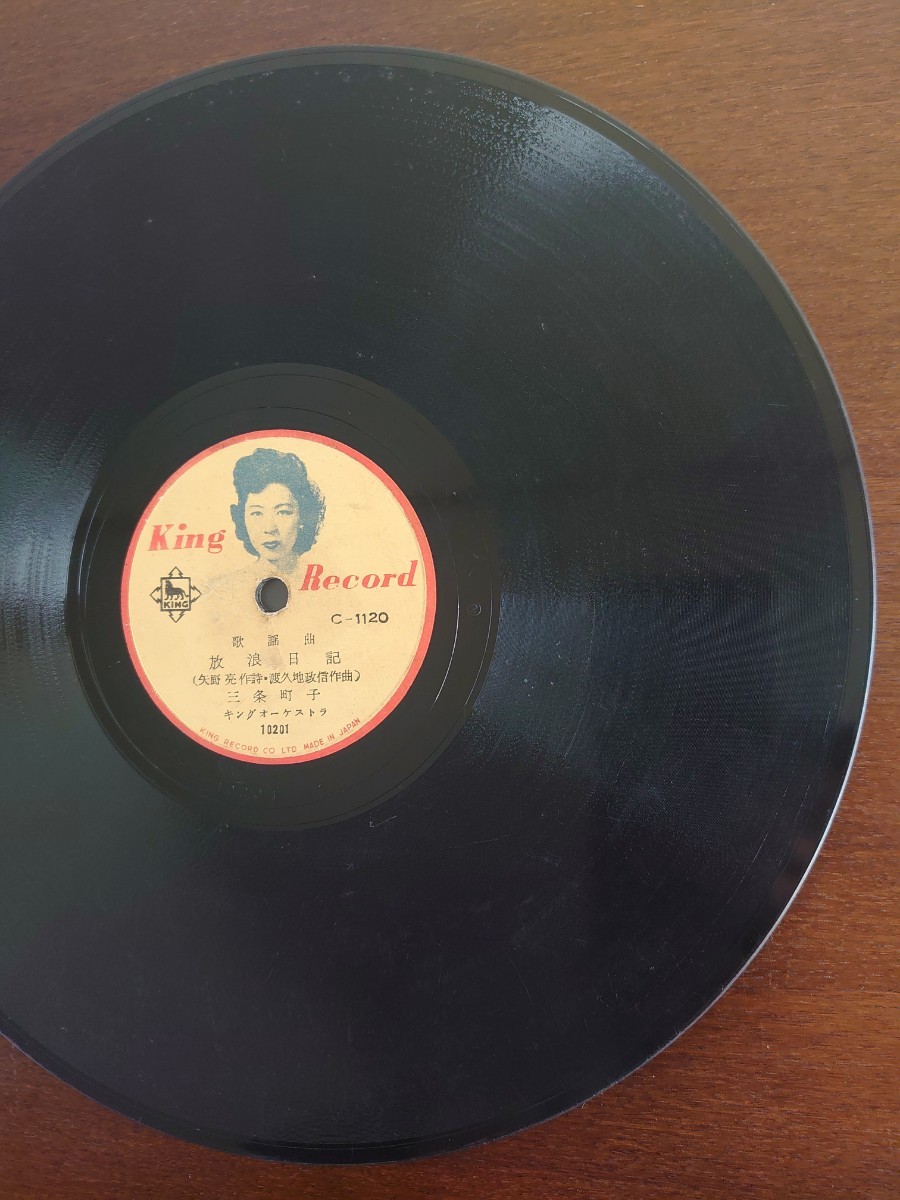 King
Record
KING
C-1120
歌謡曲
放浪日記
(矢野亮作詩・渡久地政信作曲)
三条町子
キングオーケストラ
10201
KING RECORD CO LTD MADE IN JAPAN